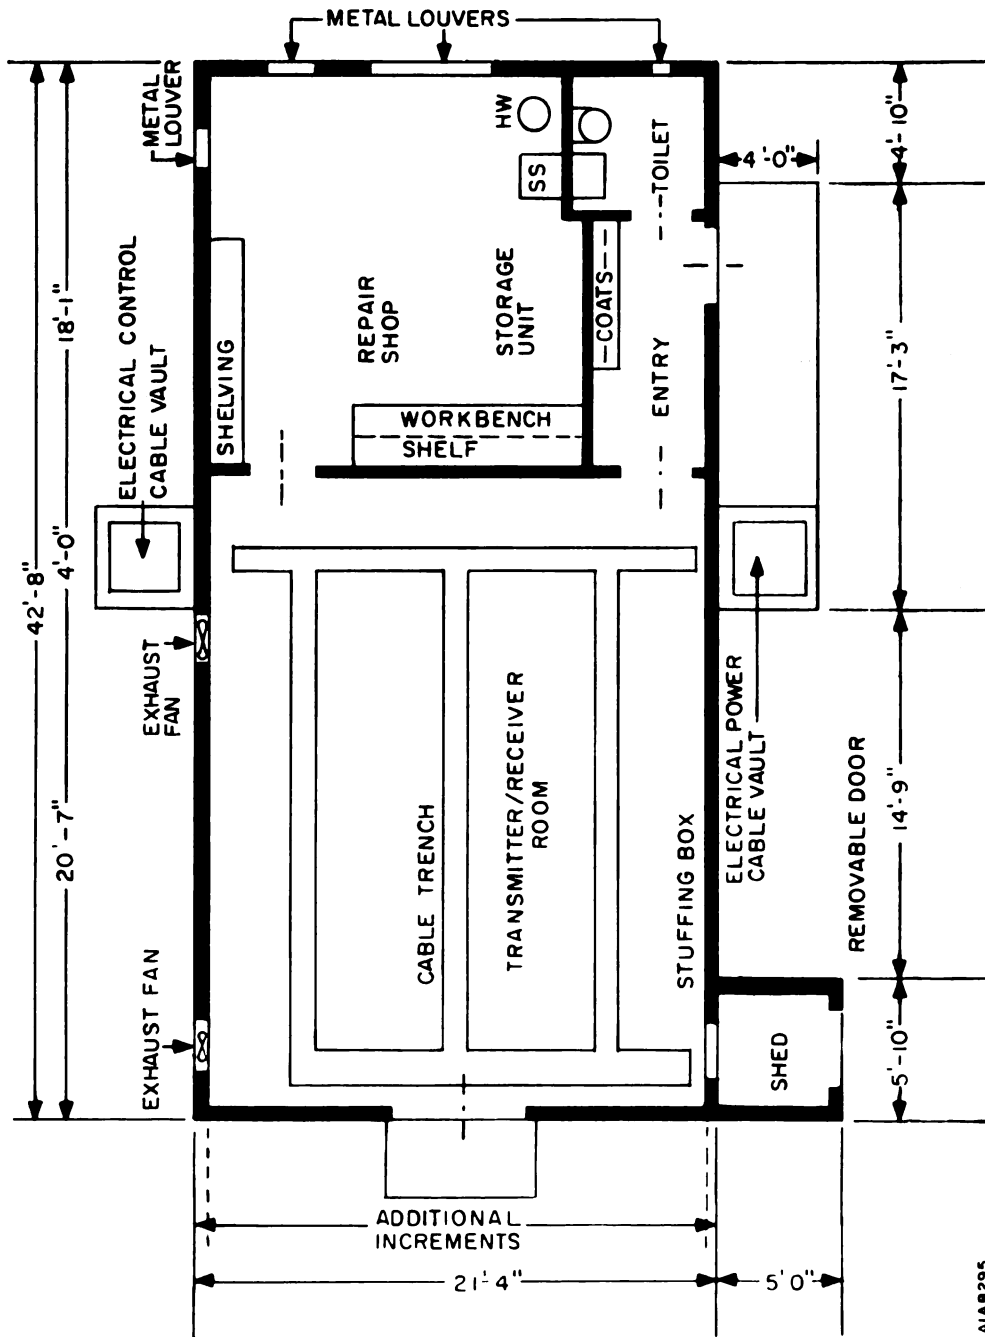 METAL LOUVERS
METAL
LOUVER
HW
SS
TOILET
4'-0"
4'-10"
ELECTRICAL CONTROL
CABLE VAULT
18'-1"
SHELVING
REPAIR
SHOP
STORAGE
UNIT
COATS
ENTRY
17'-3"
WORKBENCH
SHELF
42'-8"
4'-0"
EXHAUST
FAN
20'-7"
CABLE TRENCH
TRANSMITTER/RECEIVER
ROOM
STUFFING BOX
ELECTRICAL POWER
CABLE VAULT
REMOVABLE DOOR
14'-9"
EXHAUST FAN
SHED
5'-10"
ADDITIONAL
INCREMENTS
21'-4"
5'0"